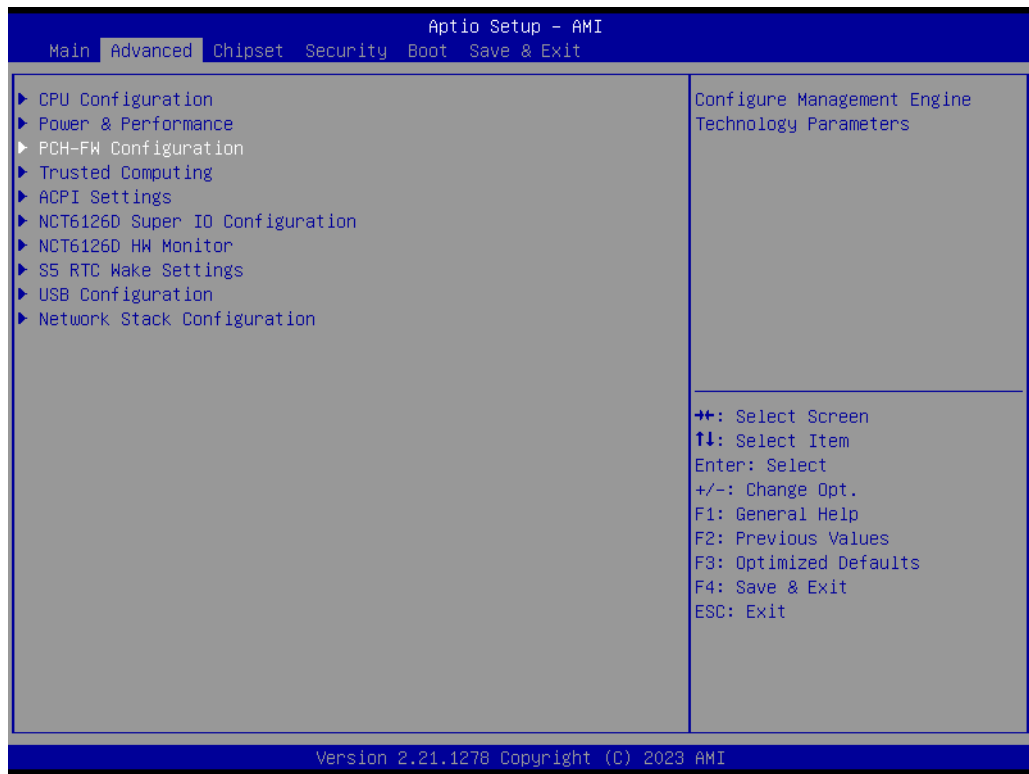 Aptio Setup – AMI
Main Advanced Chipset Security Boot Save & Exit
▶ CPU Configuration
▶ Power & Performance
▶ PCH-FW Configuration
▶ Trusted Computing
▶ ACPI Settings
▶ NCT6126D Super IO Configuration
▶ NCT6126D HW Monitor
▶ S5 RTC Wake Settings
▶ USB Configuration
▶ Network Stack Configuration
Configure Management Engine
Technology Parameters
→←: Select Screen
↑↓: Select Item
Enter: Select
+/-: Change Opt.
F1: General Help
F2: Previous Values
F3: Optimized Defaults
F4: Save & Exit
ESC: Exit
Version 2.21.1278 Copyright (C) 2023 AMI